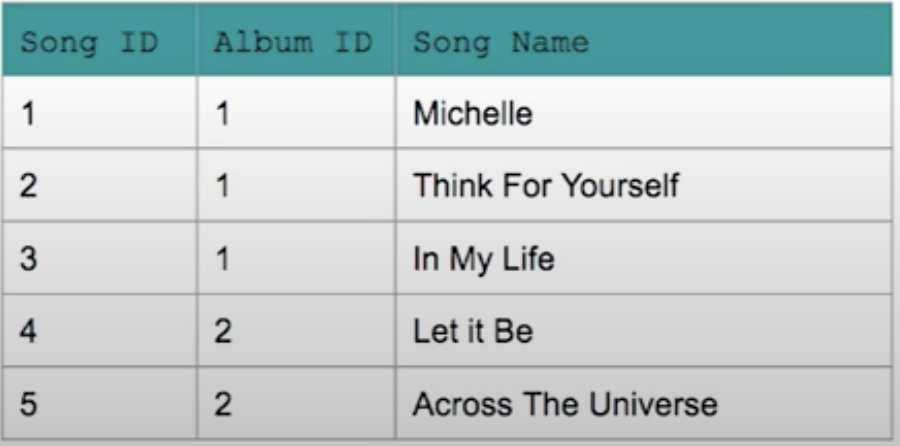 Song ID Album ID Song Name
1 1 Michelle
2 1 Think For Yourself
3 1 In My Life
4 2 Let it Be
5 2 Across The Universe